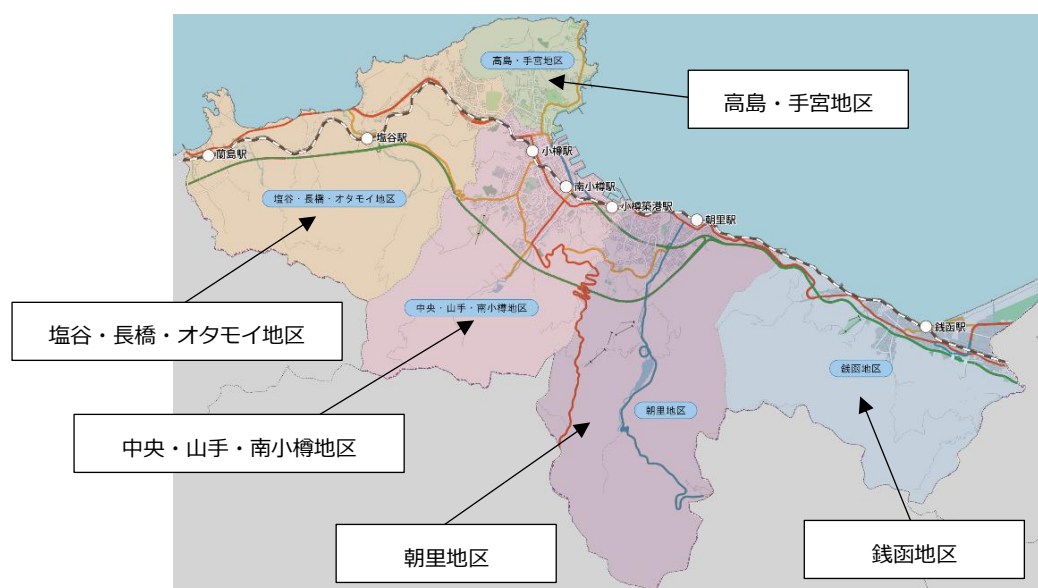 高島・手宮地区
高島・手宮地区
塩谷駅
蘭島駅
小樽駅
南小樽駅
塩谷・長橋・オタモイ地区
小樽築港駅
朝里駅
中央・山手・南小樽地区
銭函駅
塩谷・長橋・オタモイ地区
銭函地区
朝里地区
中央・山手・南小樽地区
朝里地区
銭函地区